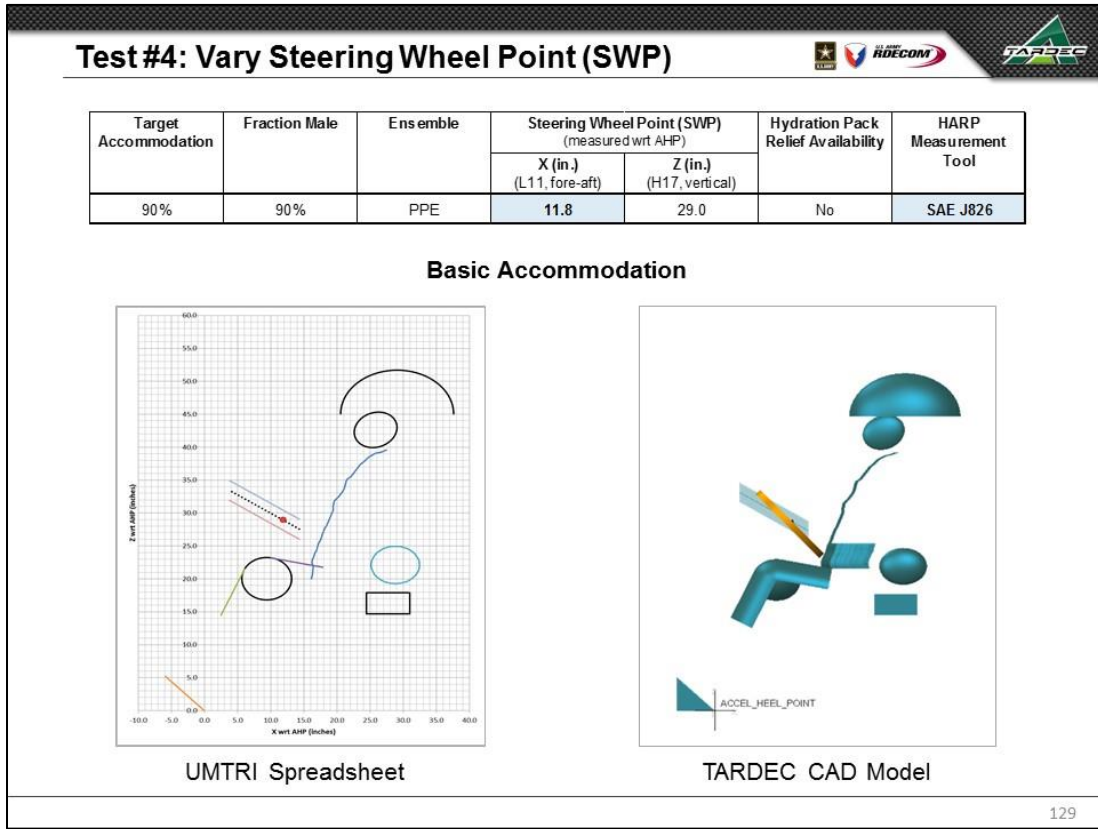 Test #4: Vary Steering Wheel Point (SWP)
U.S. ARMY
U.S. ARMY
RDECOM
TARDEC
Target Accommodation
Fraction Male
Ensemble
Steering Wheel Point (SWP)
(measured wrt AHP)
X (in.)
(L11, fore-aft)
Z (in.)
(H17, vertical)
Hydration Pack
Relief Availability
HARP
Measurement
Tool
90%
90%
PPE
11.8
29.0
No
SAE J826
Basic Accommodation
60.0
55.0
50.0
45.0
40.0
35.0
30.0
25.0
20.0
15.0
10.0
5.0
0.0
Z wrt AHP (inches)
-10.0 -5.0 0.0 5.0 10.0 15.0 20.0 25.0 30.0 35.0 40.0
X wrt AHP (inches)
ACCEL_HEEL_POINT
UMTRI Spreadsheet
TARDEC CAD Model
129